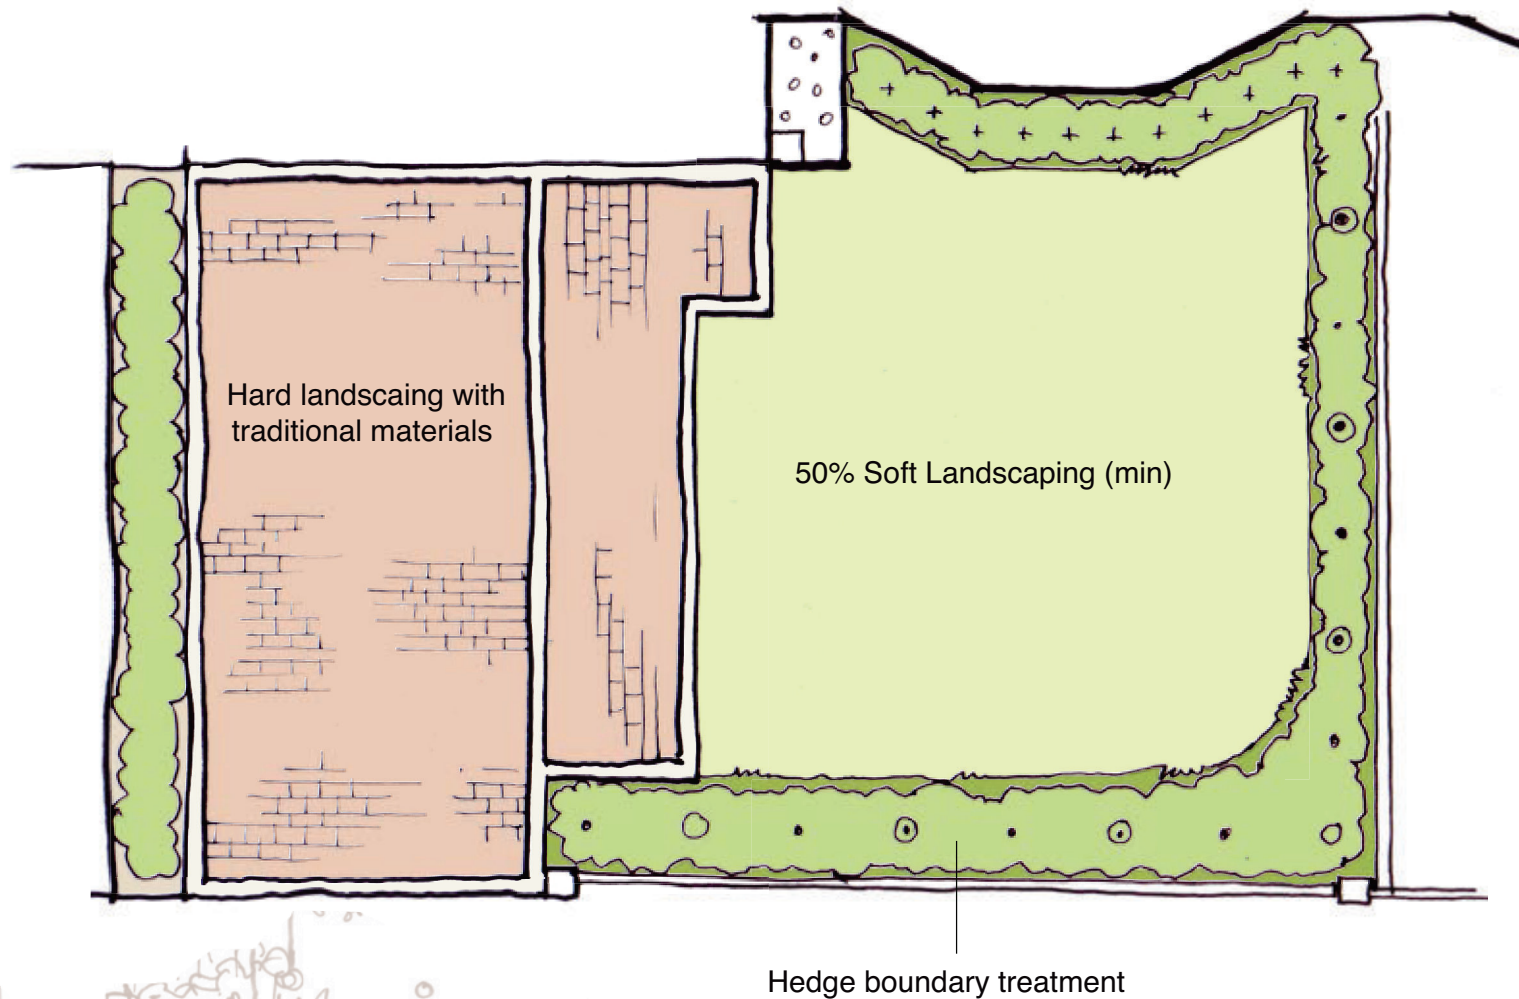 Hard landscaing with
traditional materials
50% Soft Landscaping (min)
Hedge boundary treatment